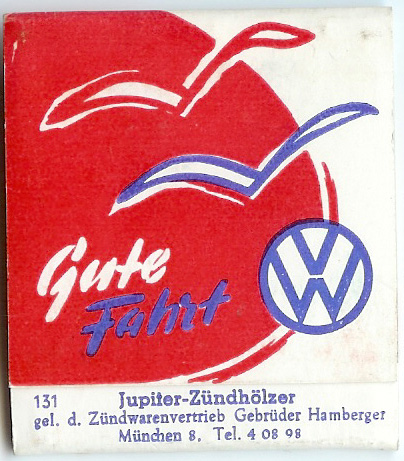 Gute
Fahrt
VW
131 Jupiter-Zündhölzer
gel. d. Zündwarenvertrieb Gebrüder Hamberger
München 8, Tel. 4 08 98